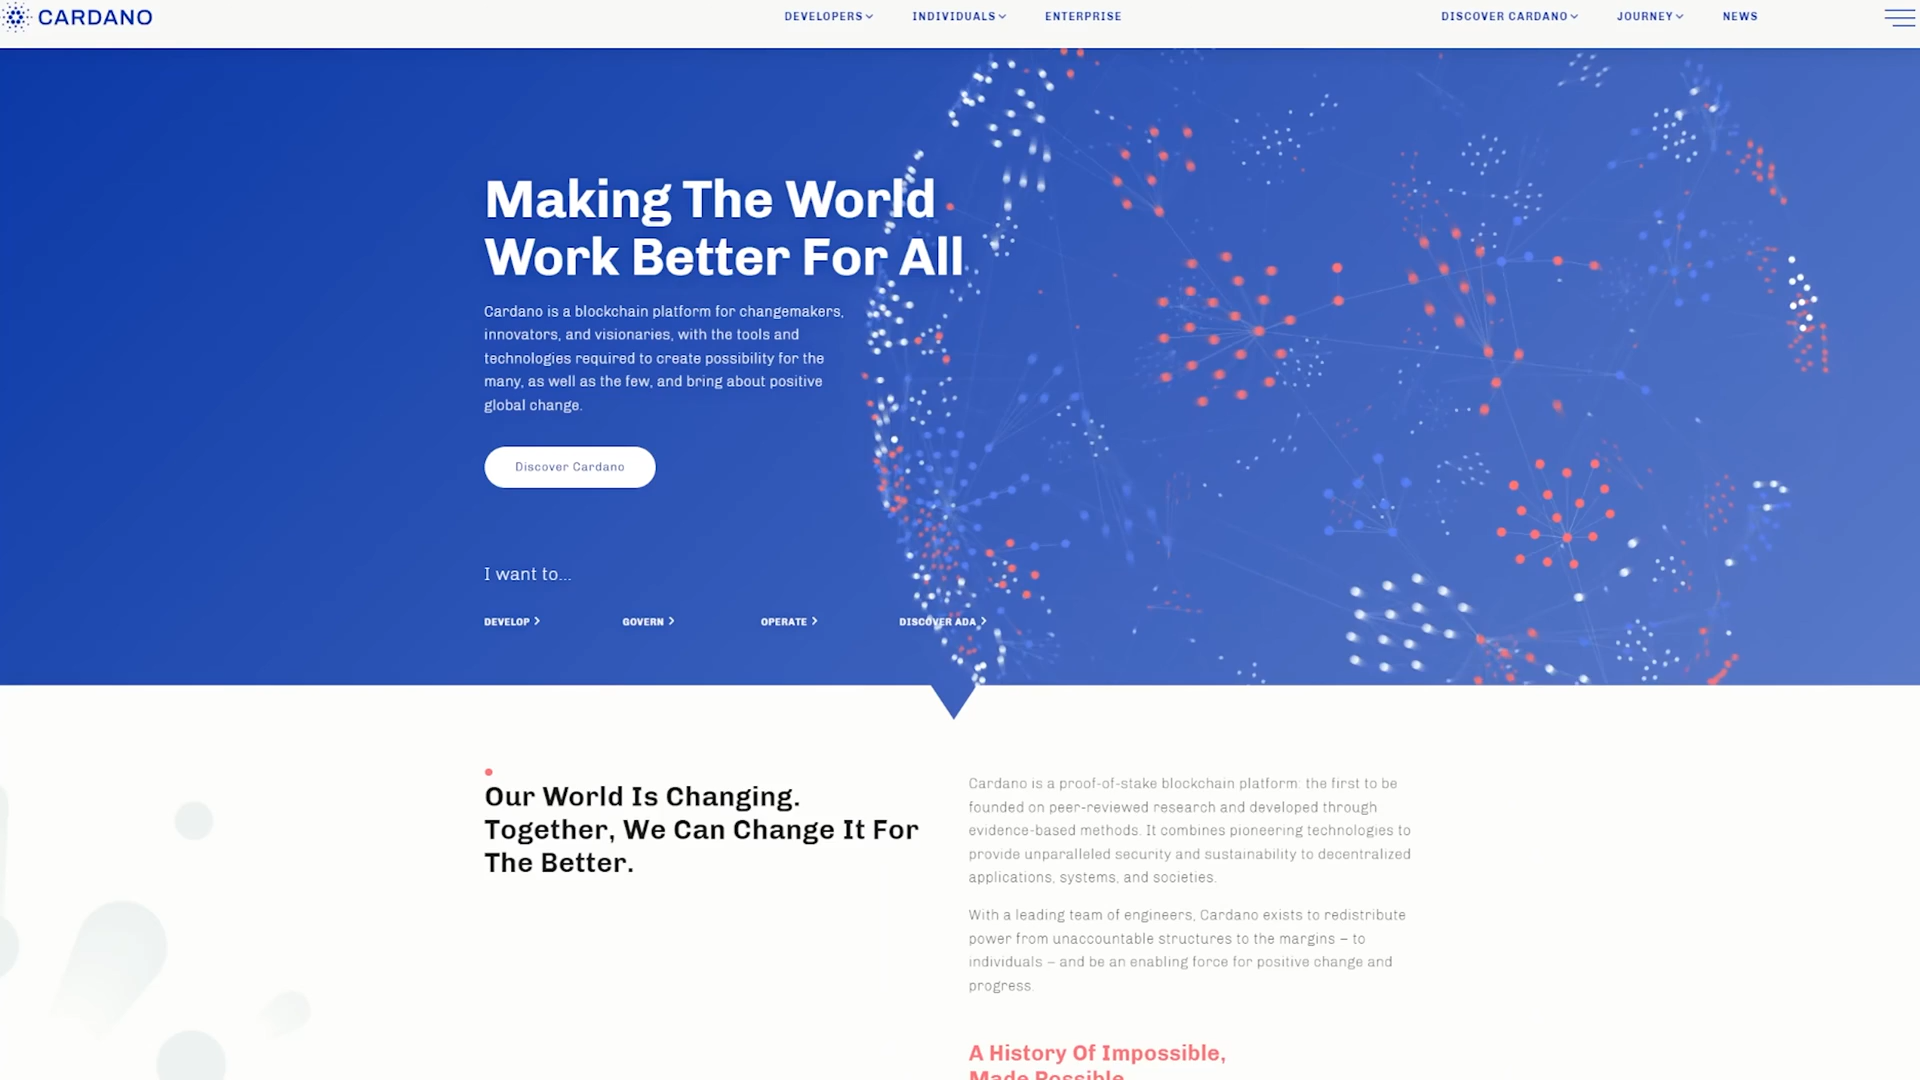 CARDANO
DEVELOPERS
INDIVIDUALS
ENTERPRISE
DISCOVER CARDANO
JOURNEY
NEWS
Making The World
Work Better For All
Cardano is a blockchain platform for changemakers,
innovators, and visionaries, with the tools and
technologies required to create possibility for the
many, as well as the few, and bring about positive
global change.
Discover Cardano
I want to...
DEVELOP
GOVERN
OPERATE
DISCOVER ADA
Our World Is Changing.
Together, We Can Change It For
The Better.
Cardano is a proof-of-stake blockchain platform: the first to be
founded on peer-reviewed research and developed through
evidence-based methods. It combines pioneering technologies to
provide unparalleled security and sustainability to decentralized
applications, systems, and societies.
With a leading team of engineers, Cardano exists to redistribute
power from unaccountable structures to the margins – to
individuals – and be an enabling force for positive change and
progress.
A History Of Impossible,
Made Possible